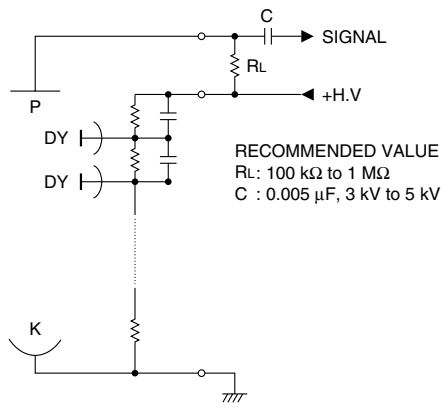 C
SIGNAL
RL
P
+H.V
DY
DY
RECOMMENDED VALUE
RL: 100 kΩ to 1 MΩ
C : 0.005 μF, 3 kV to 5 kV
K